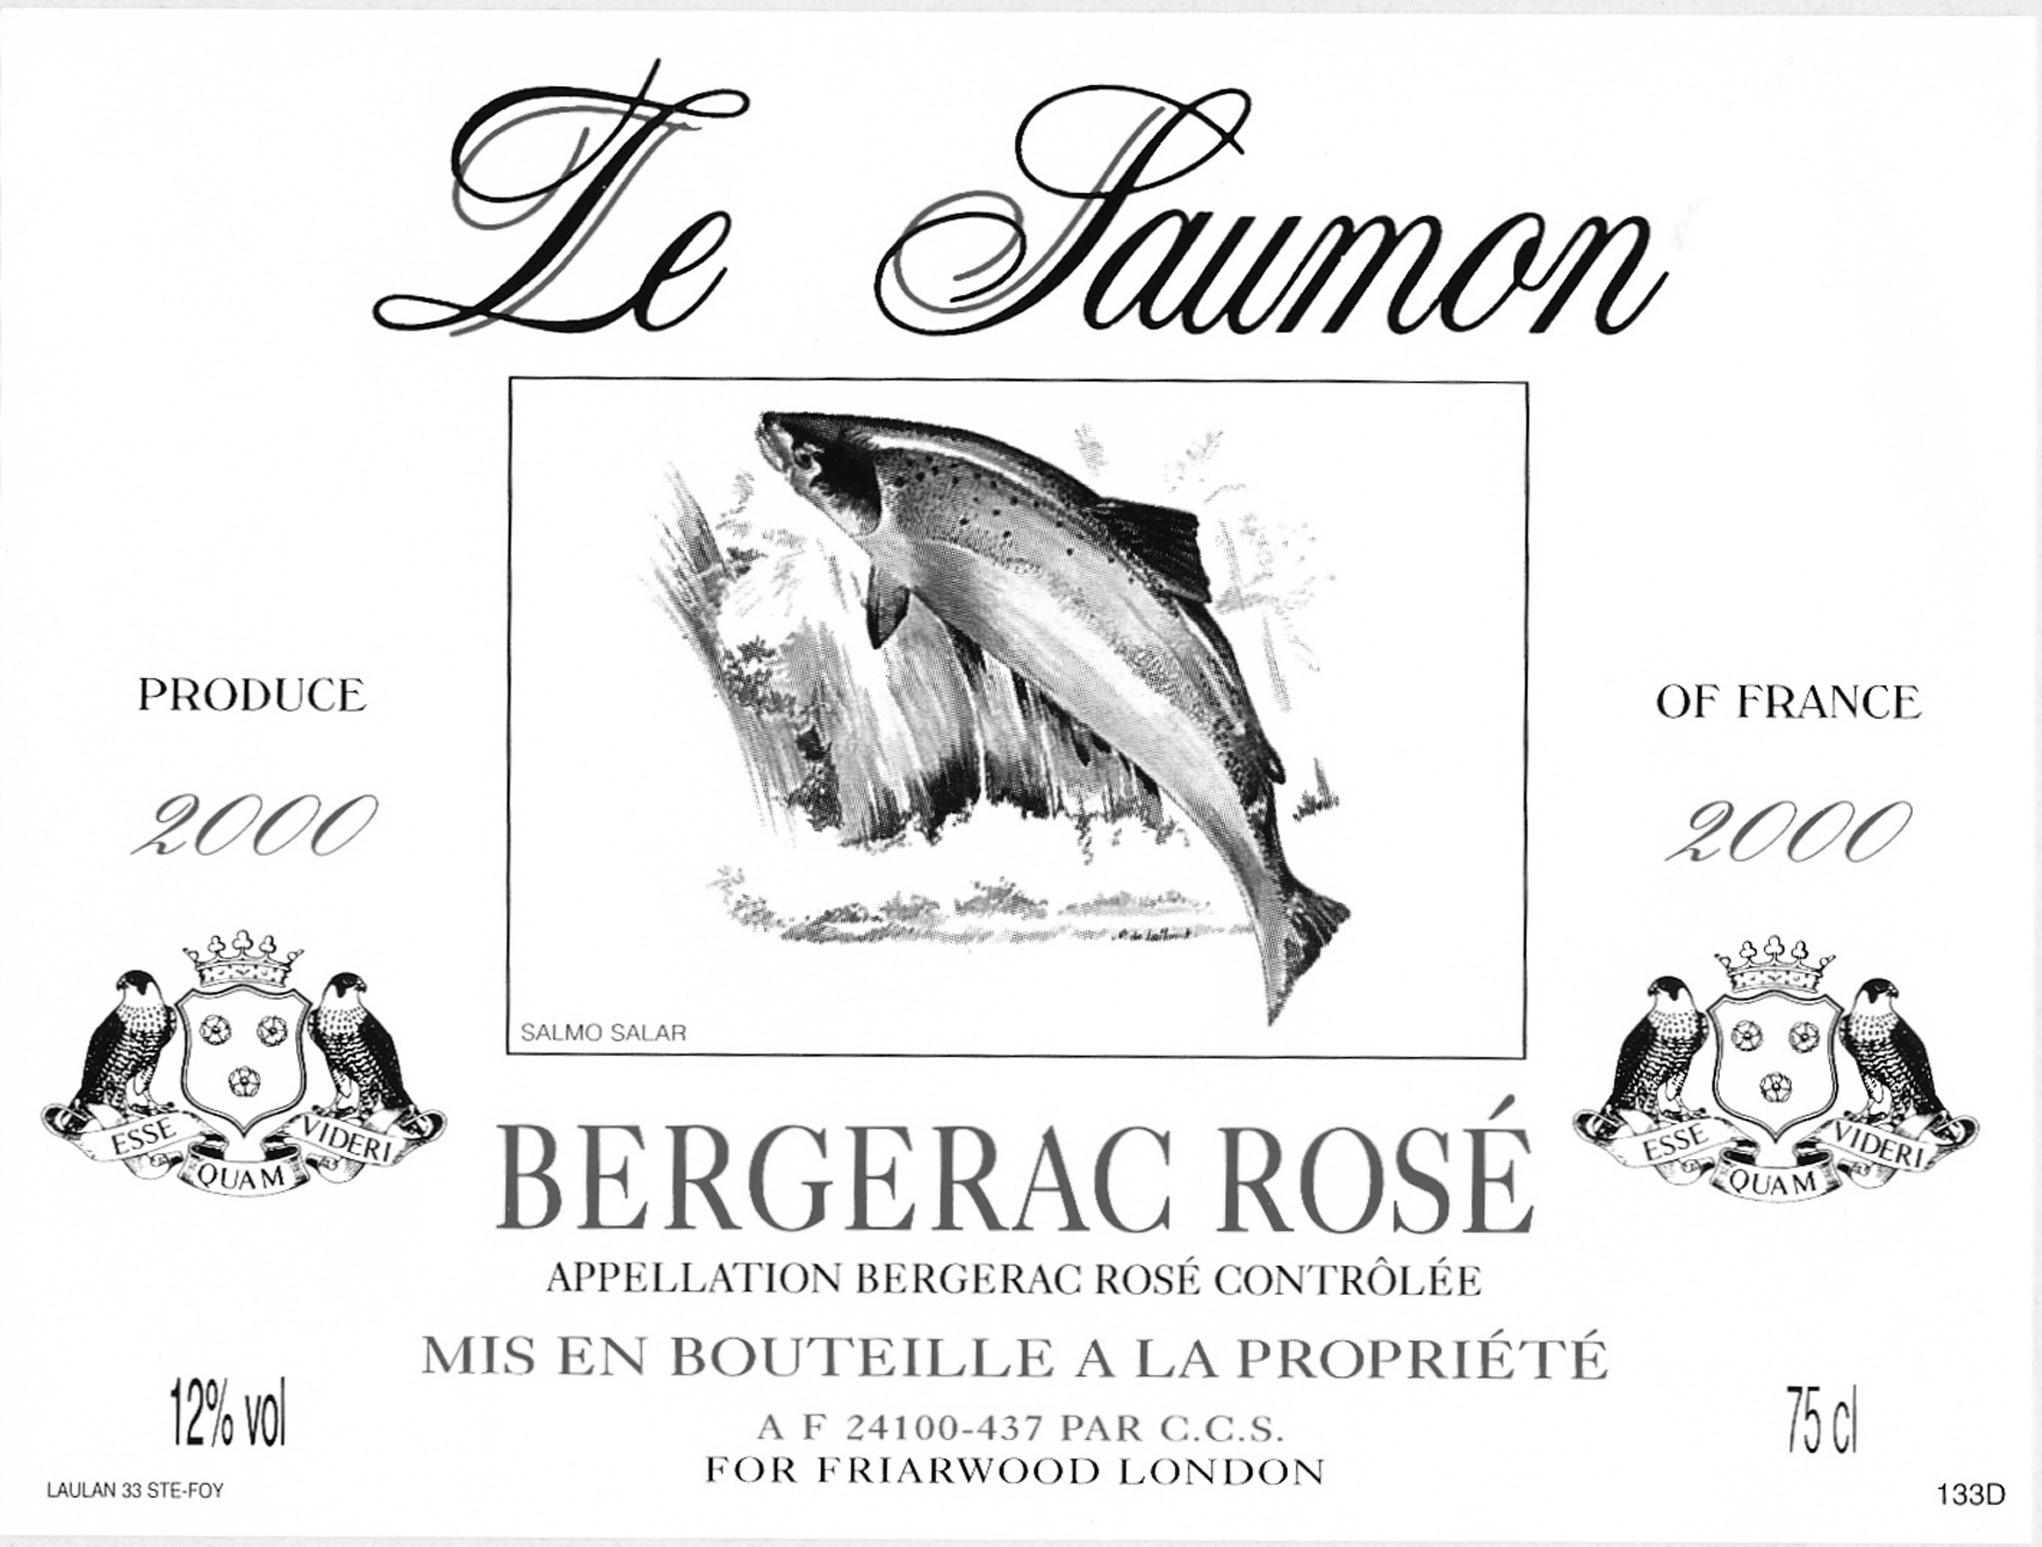 Le Saumon
PRODUCE
OF FRANCE
2000
2000
SALMO SALAR
ESSE QUAM VIDERI
ESSE QUAM VIDERI
BERGERAC ROSÉ
APPELLATION BERGERAC ROSÉ CONTRÔLÉE
MIS EN BOUTEILLE A LA PROPRIÉTÉ
12% vol
75 cl
A F 24100-437 PAR C.C.S.
FOR FRIARWOOD LONDON
LAULAN 33 STE-FOY
133D